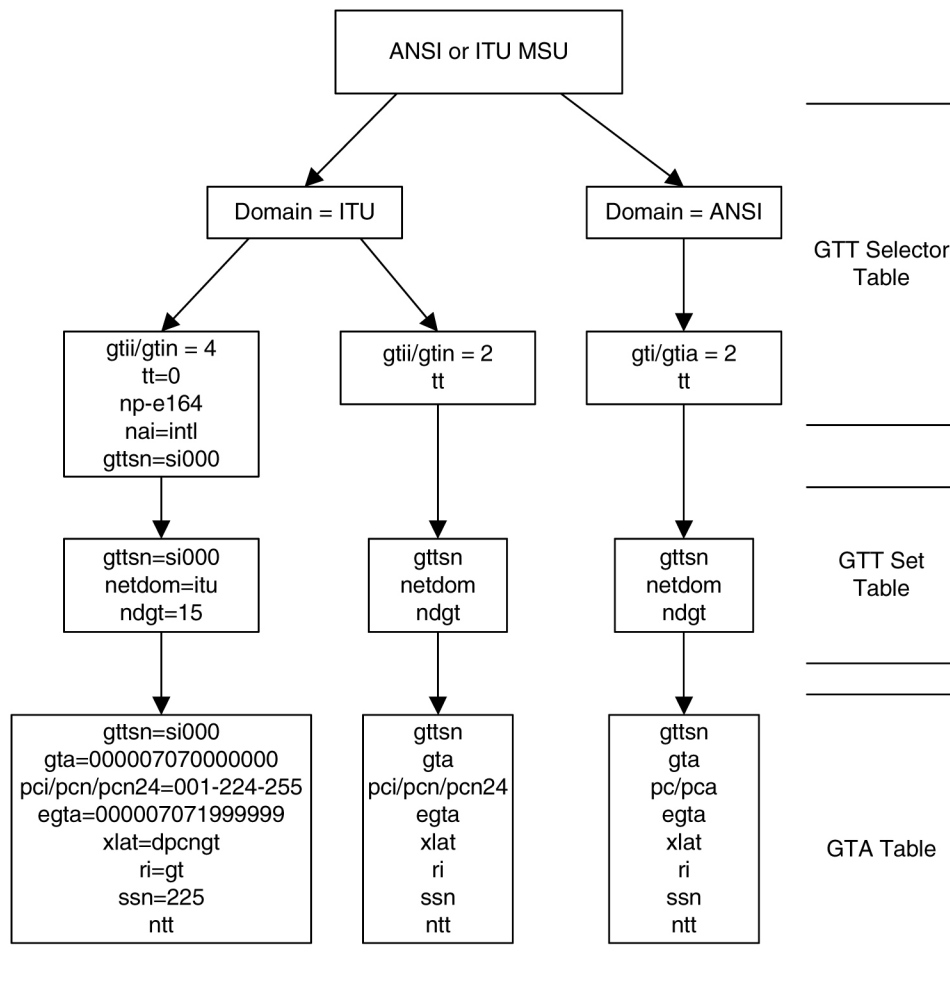 ANSI or ITU MSU
Domain = ITU
Domain = ANSI
GTT Selector
Table
gtii/gtin = 4
tt=0
np-e164
nai=intl
gttsn=si000
gtii/gtin = 2
tt
gti/gtia = 2
tt
gttsn=si000
netdom=itu
ndgt=15
gttsn
netdom
ndgt
gttsn
netdom
ndgt
GTT Set
Table
gttsn=si000
gta=000007070000000
pci/pcn/pcn24=001-224-255
egta=000007071999999
xlat=dpcngt
ri=gt
ssn=225
ntt
gttsn
gta
pci/pcn/pcn24
egta
xlat
ri
ssn
ntt
gttsn
gta
pc/pca
egta
xlat
ri
ssn
ntt
GTA Table